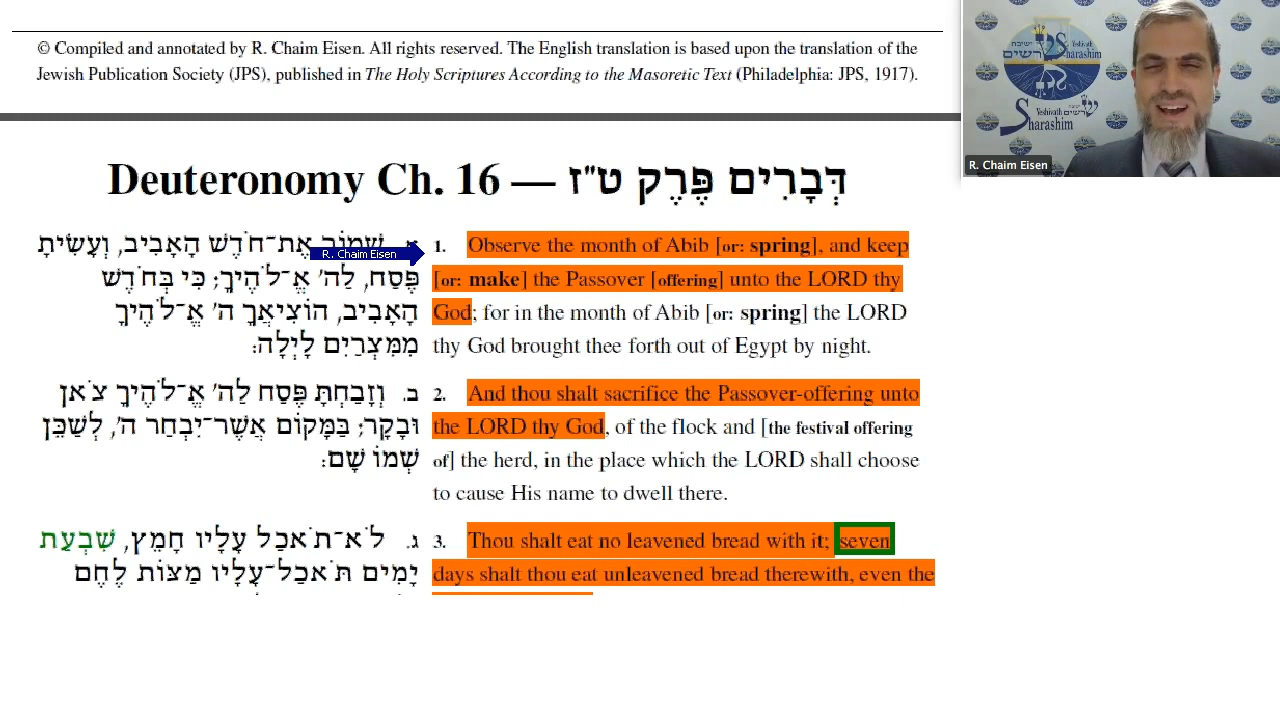 © Compiled and annotated by R. Chaim Eisen. All rights reserved. The English translation is based upon the translation of the
Jewish Publication Society (JPS), published in The Holy Scriptures According to the Masoretic Text (Philadelphia: JPS, 1917).
Deuteronomy Ch. 16 — דְּבָרִים פֶּרֶק ט"ז
א. שָׁמוֹר אֶת־חֹדֶשׁ הָאָבִיב, וְעָשִׂיתָ
פֶּסַח, לַה' אֱ־לֹהֶיךָ; כִּי בְּחֹדֶשׁ
הָאָבִיב, הוֹצִיאֲךָ ה' אֱ־לֹהֶיךָ
מִמִּצְרַיִם לָיְלָה:
1. Observe the month of Abib [or: spring], and keep
[or: make] the Passover [offering] unto the LORD thy
God; for in the month of Abib [or: spring] the LORD
thy God brought thee forth out of Egypt by night.
ב. וְזָבַחְתָּ פֶּסַח לַה' אֱ־לֹהֶיךָ צֹאן
וּבָקָר; בַּמָּקוֹם אֲשֶׁר־יִבְחַר ה', לְשַׁכֵּן
שְׁמוֹ שָׁם:
2. And thou shalt sacrifice the Passover-offering unto
the LORD thy God, of the flock and [the festival offering
of] the herd, in the place which the LORD shall choose
to cause His name to dwell there.
ג. לֹא־תֹאכַל עָלָיו חָמֵץ, שִׁבְעַת
יָמִים תֹּאכַל־עָלָיו מַצּוֹת לֶחֶם
3. Thou shalt eat no leavened bread with it; seven
days shalt thou eat unleavened bread therewith, even the
R. Chaim Eisen
ישיבת
שרשים
Yeshivath
Sharashim
Yeshivath
Sharashim
שרשים
R. Chaim Eisen